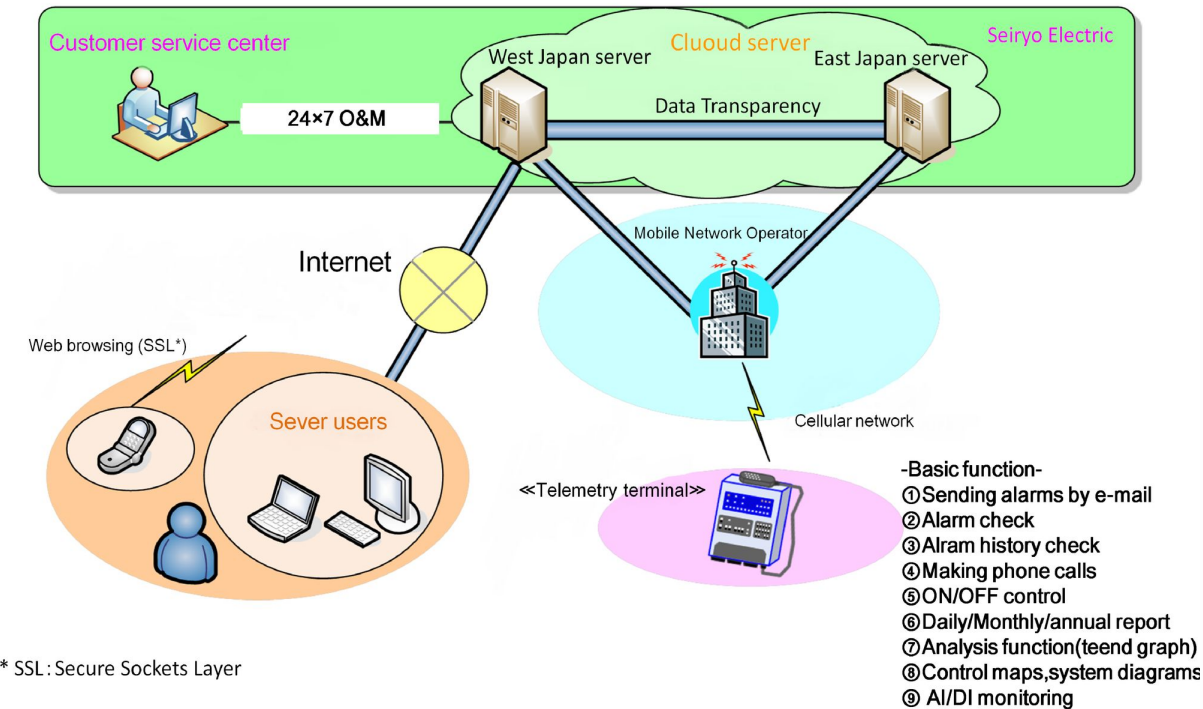 Customer service center
Cluoud server
Seiryo Electric
West Japan server
East Japan server
Data Transparency
24×7 O&M
Mobile Network Operator
Internet
Web browsing (SSL*)
Sever users
Cellular network
≪Telemetry terminal≫
-Basic function-
①Sending alarms by e-mail
②Alarm check
③Alram history check
④Making phone calls
⑤ON/OFF control
⑥Daily/Monthly/annual report
⑦Analysis function(teend graph)
⑧Control maps,system diagrams
⑨ AI/DI monitoring
* SSL : Secure Sockets Layer